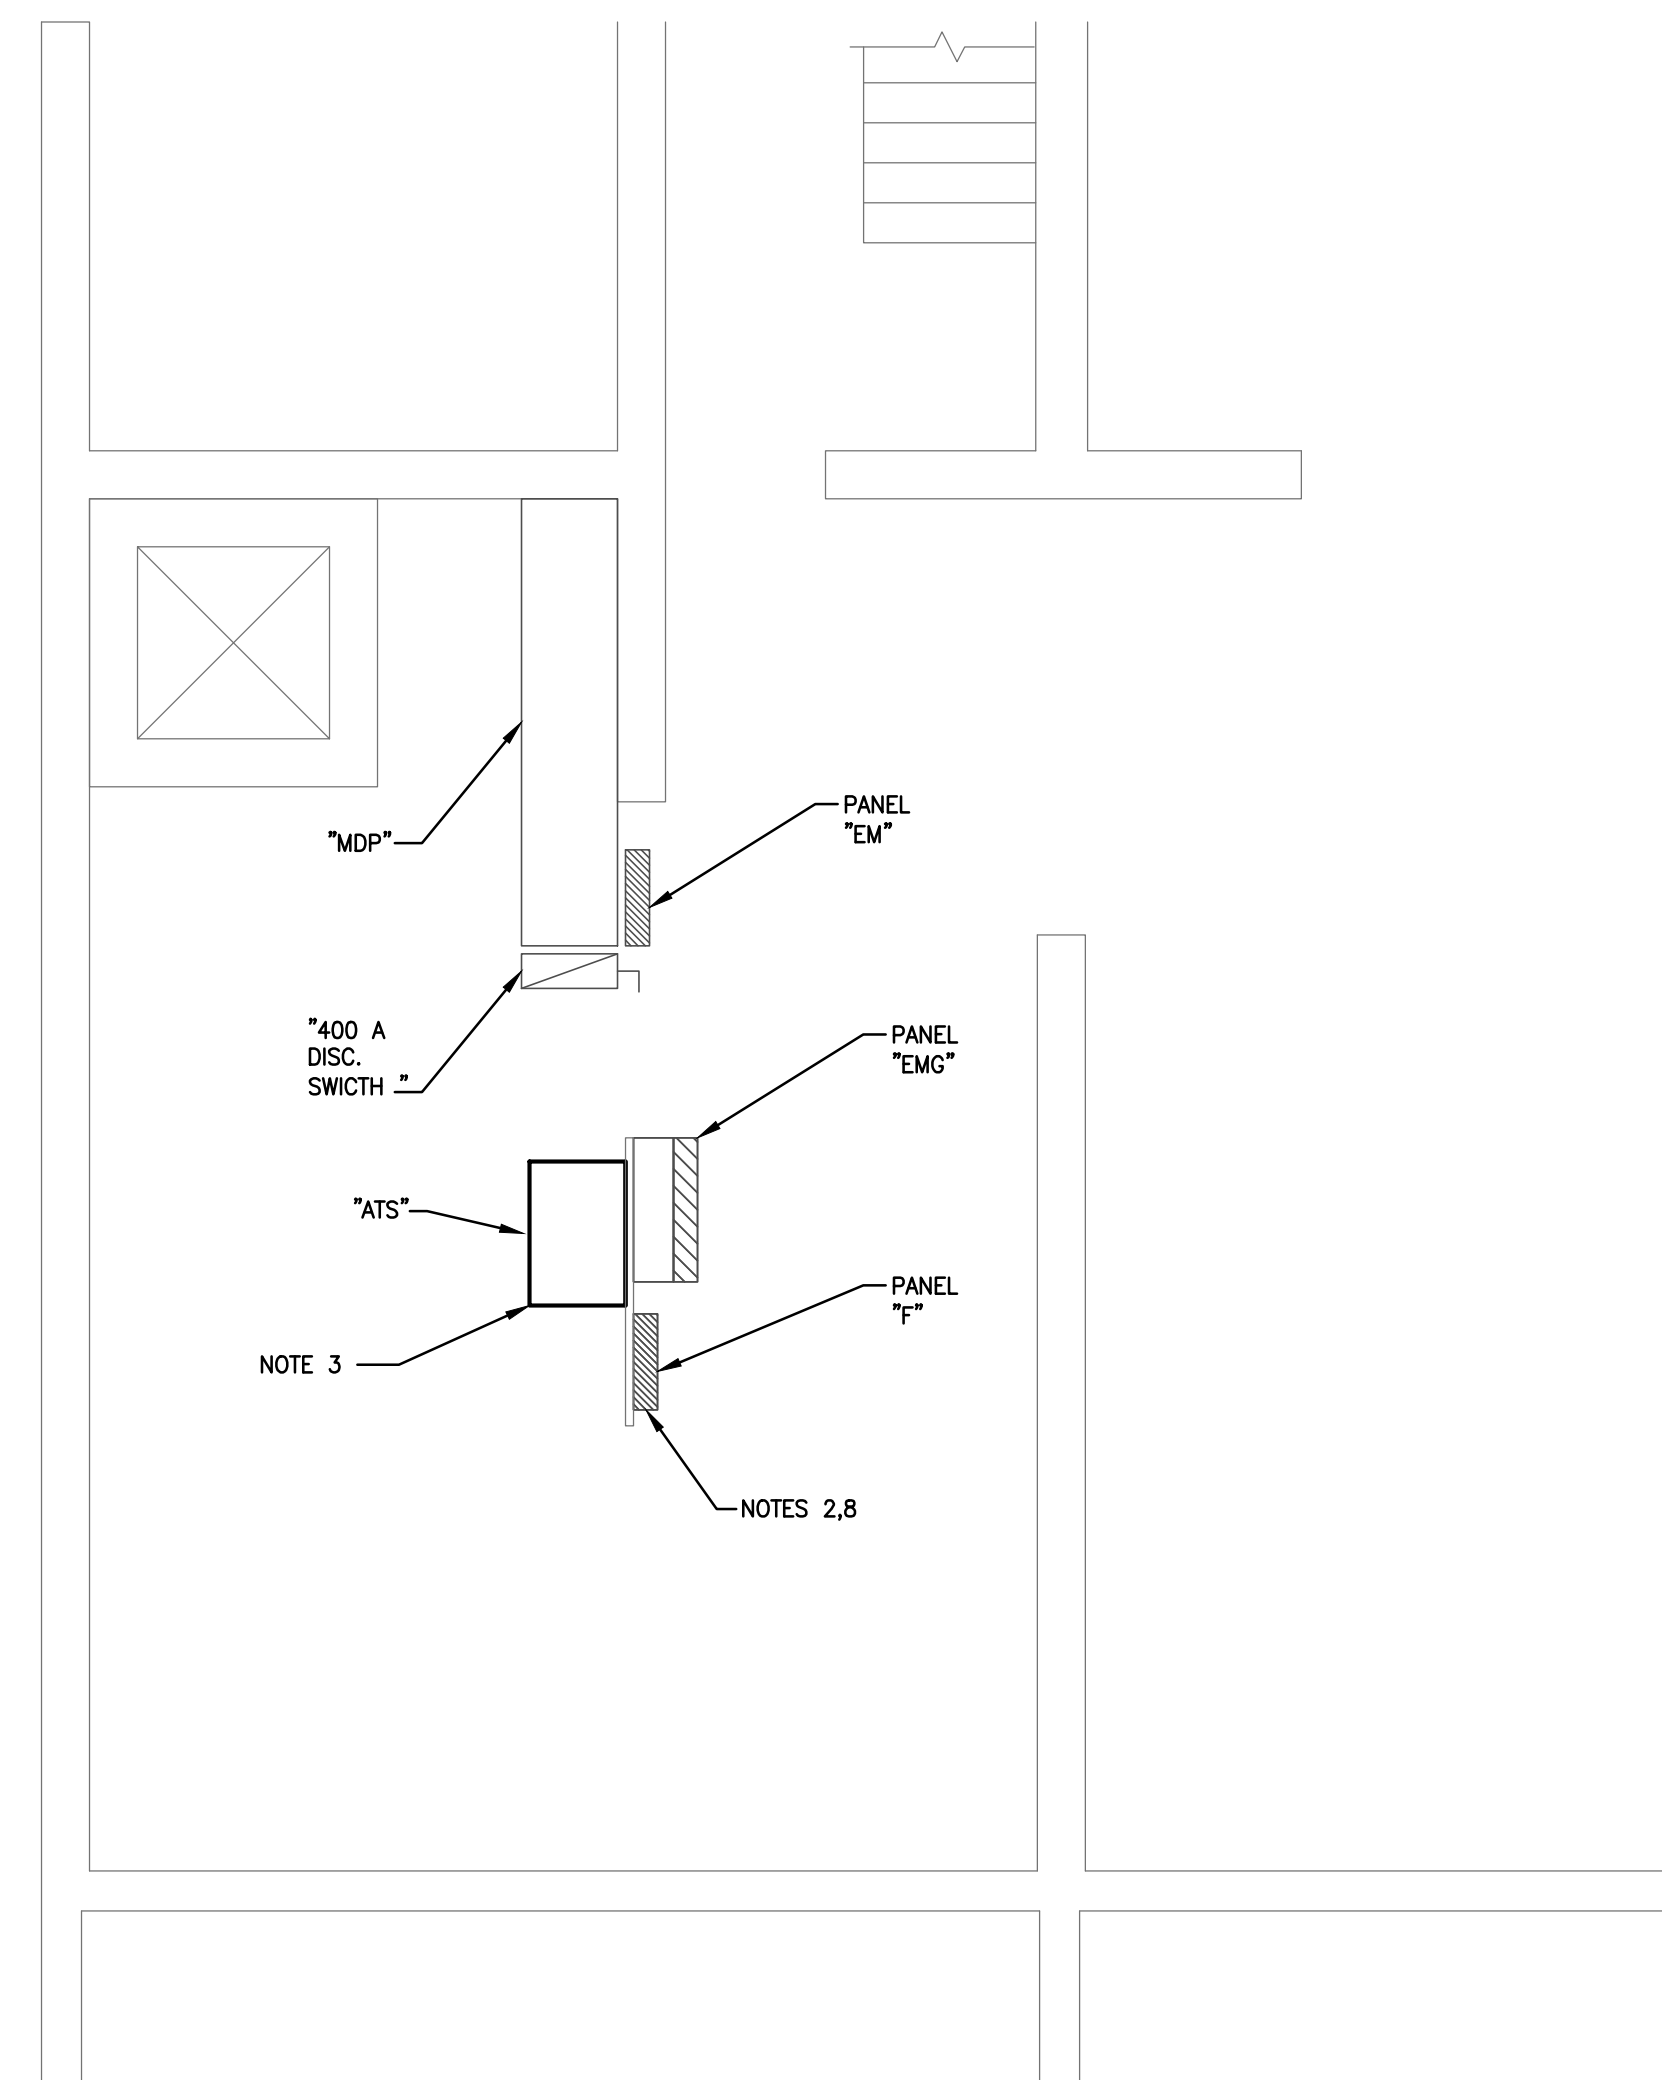 PANEL
"EM"
"MDP"
"400 A
DISC.
SWICTH "
PANEL
"EMG"
"ATS"
PANEL
"F"
NOTE 3
NOTES 2,8